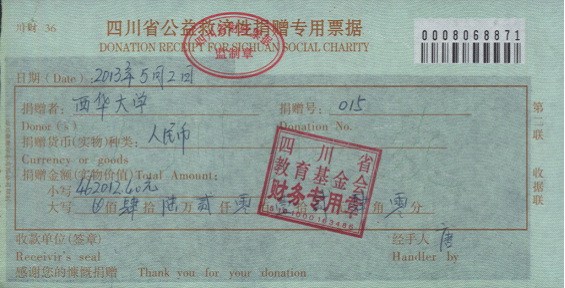 川财 36
四川省公益救济性捐赠专用票据
DONATION RECEIPT FOR SICHUAN SOCIAL CHARITY
监制章
0008068871
日期(Date): 2013年5月2日
捐赠者: 西华大学 捐赠号: 015
Donor(s) Donation No.
捐赠货币(实物)种类: 人民币
Currency or goods
捐赠金额(实物价值)Total Amount:
小写 462012.60元
大写: 佰肆拾陆万贰仟零 佰 拾 角零分
四川省
教育基金会
财务专用章
收款单位(签章) 经手人 唐
Receivir's seal Handler by
感谢您的慷慨捐赠 Thank you for your donation
第二联 收据联